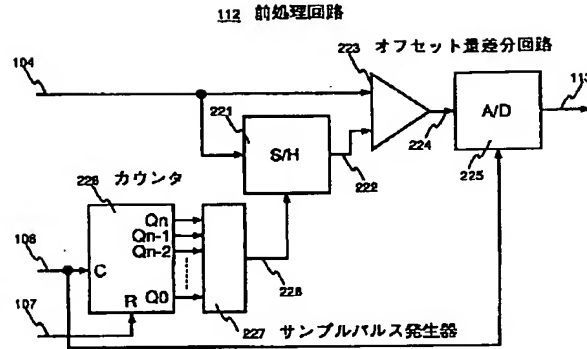 112 前処理回路
104
223 オフセット量差分回路
113
221
S/H
222
224
A/D
225
226 カウンタ
Qn
Qn-1
Qn-2
Q0
106
C
R
107
228
227 サンプルパルス発生器